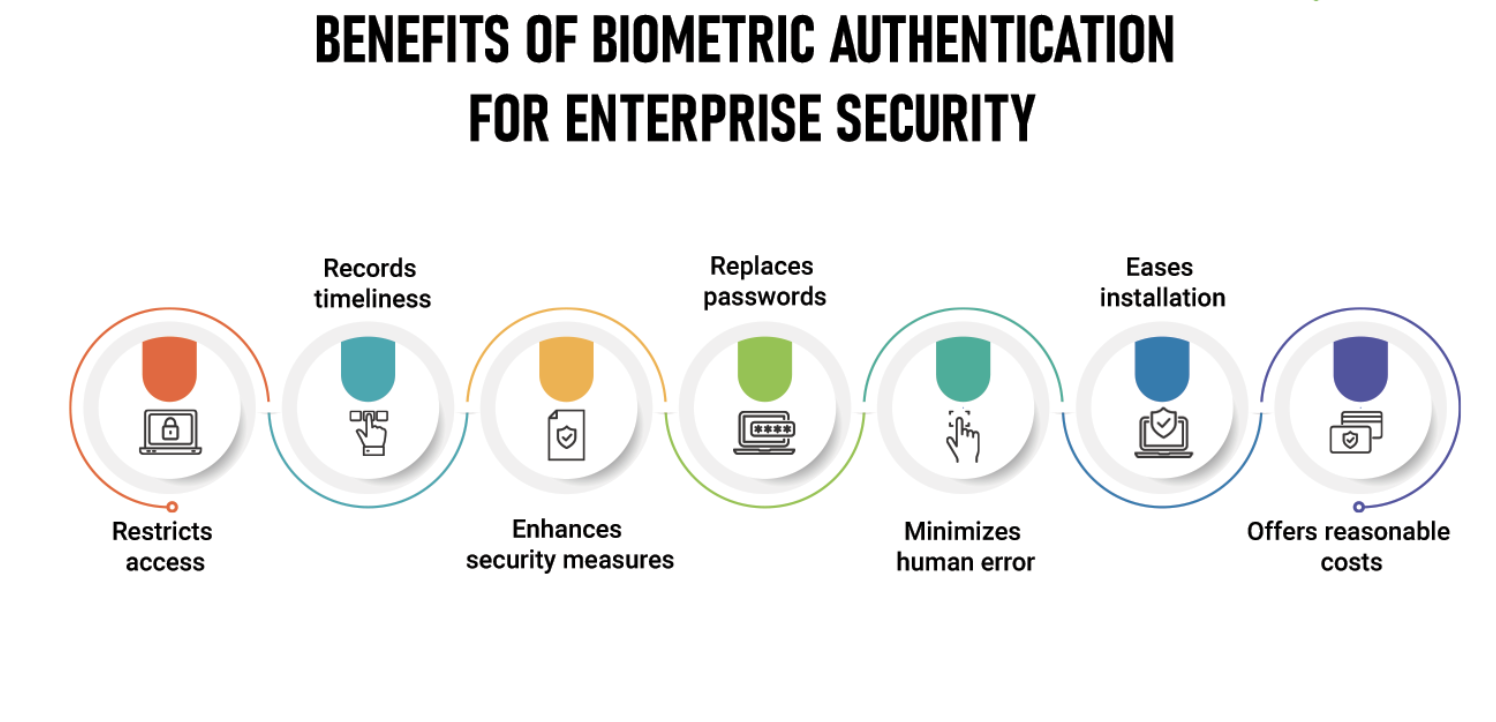 BENEFITS OF BIOMETRIC AUTHENTICATION
FOR ENTERPRISE SECURITY
Restricts
access
Records
timeliness
Enhances
security measures
Replaces
passwords
****
Minimizes
human error
Eases
installation
Offers reasonable
costs